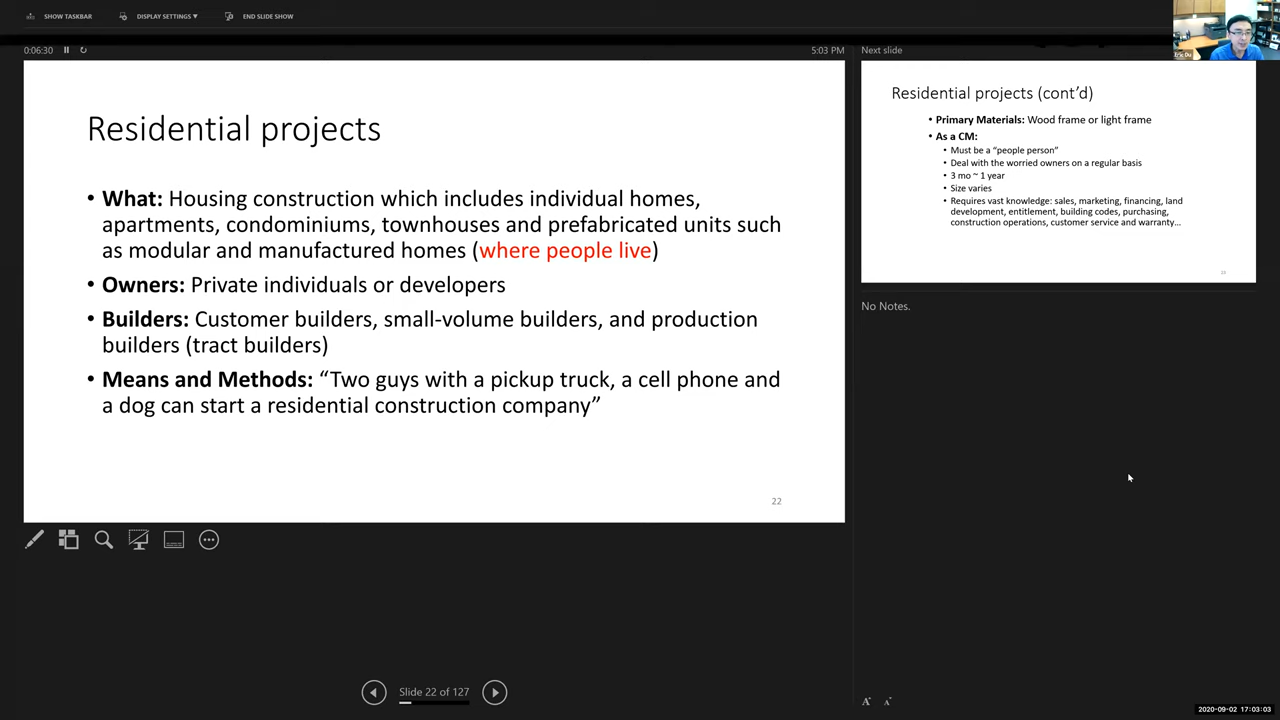 SHOW TASKBAR
DISPLAY SETTINGS ▼
END SLIDE SHOW
0:06:30
5:03 PM
Next slide
Eric Du
Residential projects
• What: Housing construction which includes individual homes,
apartments, condominiums, townhouses and prefabricated units such
as modular and manufactured homes (where people live)
• Owners: Private individuals or developers
• Builders: Customer builders, small-volume builders, and production
builders (tract builders)
• Means and Methods: “Two guys with a pickup truck, a cell phone and
a dog can start a residential construction company”
22
Residential projects (cont’d)
• Primary Materials: Wood frame or light frame
• As a CM:
• Must be a “people person”
• Deal with the worried owners on a regular basis
• 3 mo ~ 1 year
• Size varies
• Requires vast knowledge: sales, marketing, financing, land
development, entitlement, building codes, purchasing,
construction operations, customer service and warranty…
No Notes.
Slide 22 of 127
A A
2020-09-02 17:03:03